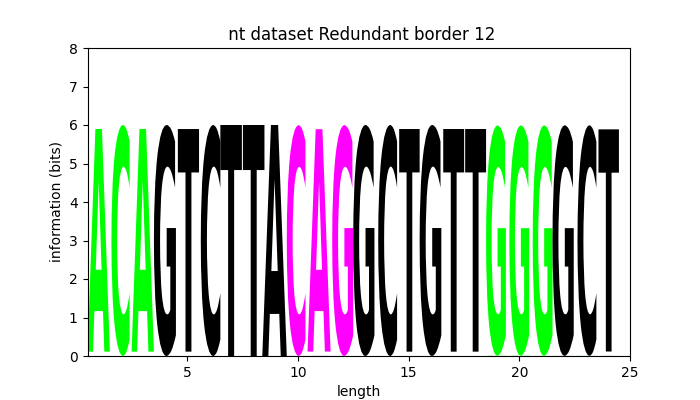 nt dataset Redundant border 12
8
7
6
5
4
3
2
1
0
information (bits)
ACAGTCTTACAGGCTGTTGGGGCT
5 10 15 20 25
length